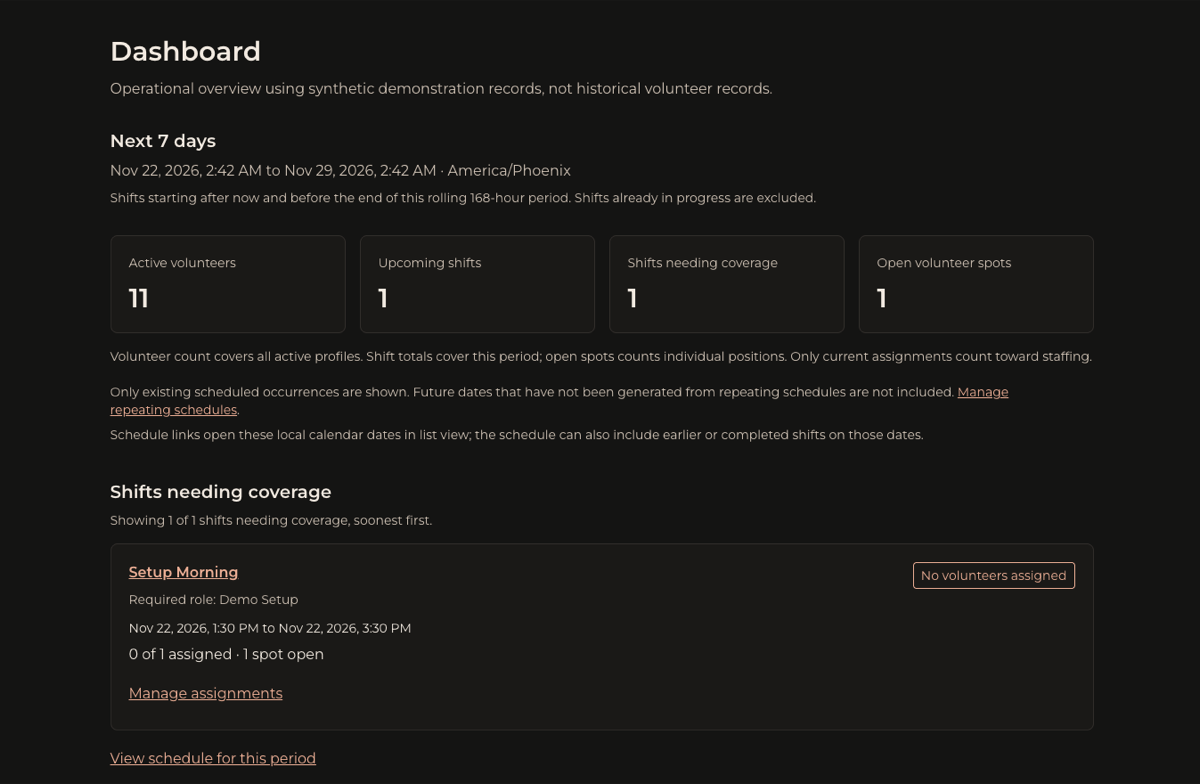 Dashboard
Operational overview using synthetic demonstration records, not historical volunteer records.
Next 7 days
Nov 22, 2026, 2:42 AM to Nov 29, 2026, 2:42 AM · America/Phoenix
Shifts starting after now and before the end of this rolling 168-hour period. Shifts already in progress are excluded.
Active volunteers
11
Upcoming shifts
1
Shifts needing coverage
1
Open volunteer spots
1
Volunteer count covers all active profiles. Shift totals cover this period; open spots counts individual positions. Only current assignments count toward staffing.
Only existing scheduled occurrences are shown. Future dates that have not been generated from repeating schedules are not included. Manage
repeating schedules.
Schedule links open these local calendar dates in list view; the schedule can also include earlier or completed shifts on those dates.
Shifts needing coverage
Showing 1 of 1 shifts needing coverage, soonest first.
Setup Morning
No volunteers assigned
Required role: Demo Setup
Nov 22, 2026, 1:30 PM to Nov 22, 2026, 3:30 PM
0 of 1 assigned · 1 spot open
Manage assignments
View schedule for this period